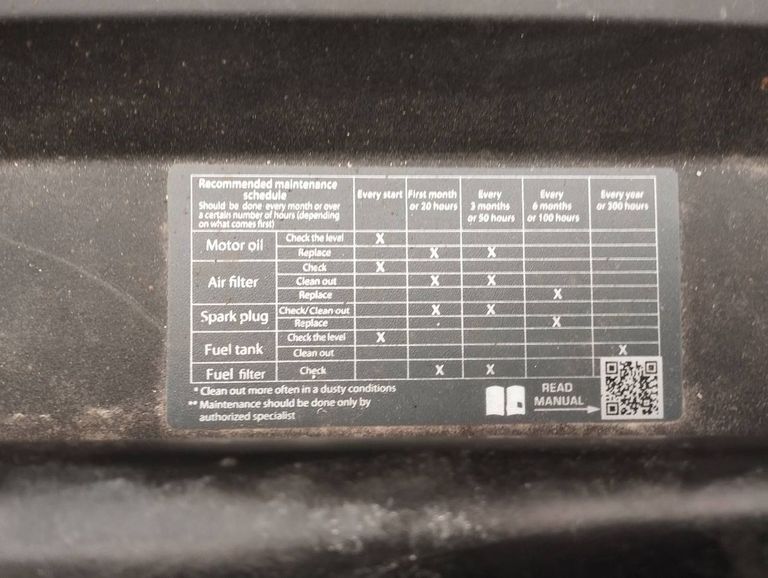 Recommended maintenance schedule
Should be done every month or over
a certain number of hours (depending
on what comes first)
Every start
First month
or 20 hours
Every
3 months
or 50 hours
Every
6 months
or 100 hours
Every year
or 300 hours
Motor oil
Check the level X
Replace X X
Air filter
Check X
Clean out X X
Replace X
Spark plug
Check/Clean out X X
Replace X
Fuel tank
Check the level X
Clean out X
Fuel filter
Check X X
* Clean out more often in a dusty conditions
** Maintenance should be done only by
authorized specialist
READ
MANUAL